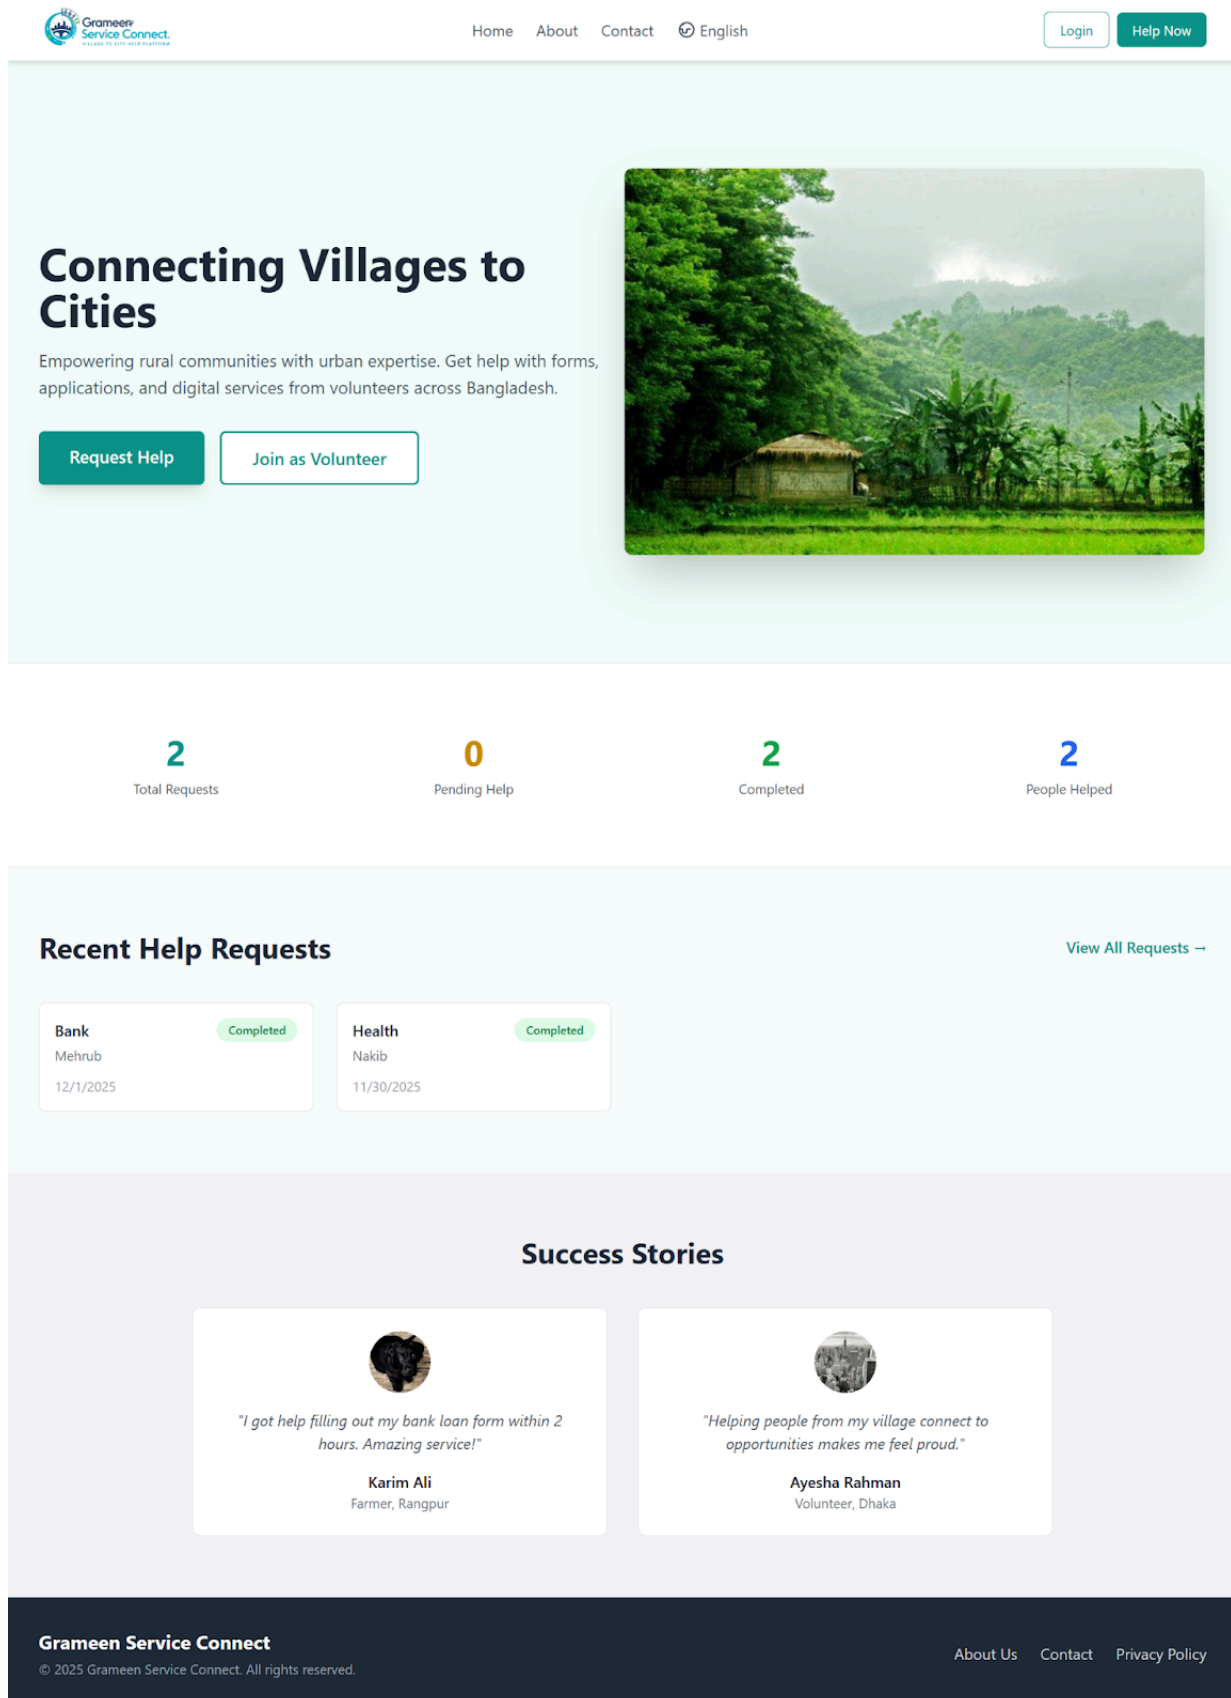 Grameen
Service Connect.
VILLAGE TO CITY HELP PLATFORM
Home
About
Contact
English
Login
Help Now
Connecting Villages to
Cities
Empowering rural communities with urban expertise. Get help with forms,
applications, and digital services from volunteers across Bangladesh.
Request Help
Join as Volunteer
2
Total Requests
0
Pending Help
2
Completed
2
People Helped
Recent Help Requests
View All Requests →
Bank
Completed
Mehrub
12/1/2025
Health
Completed
Nakib
11/30/2025
Success Stories
"I got help filling out my bank loan form within 2
hours. Amazing service!"
Karim Ali
Farmer, Rangpur
"Helping people from my village connect to
opportunities makes me feel proud."
Ayesha Rahman
Volunteer, Dhaka
Grameen Service Connect
© 2025 Grameen Service Connect. All rights reserved.
About Us
Contact
Privacy Policy